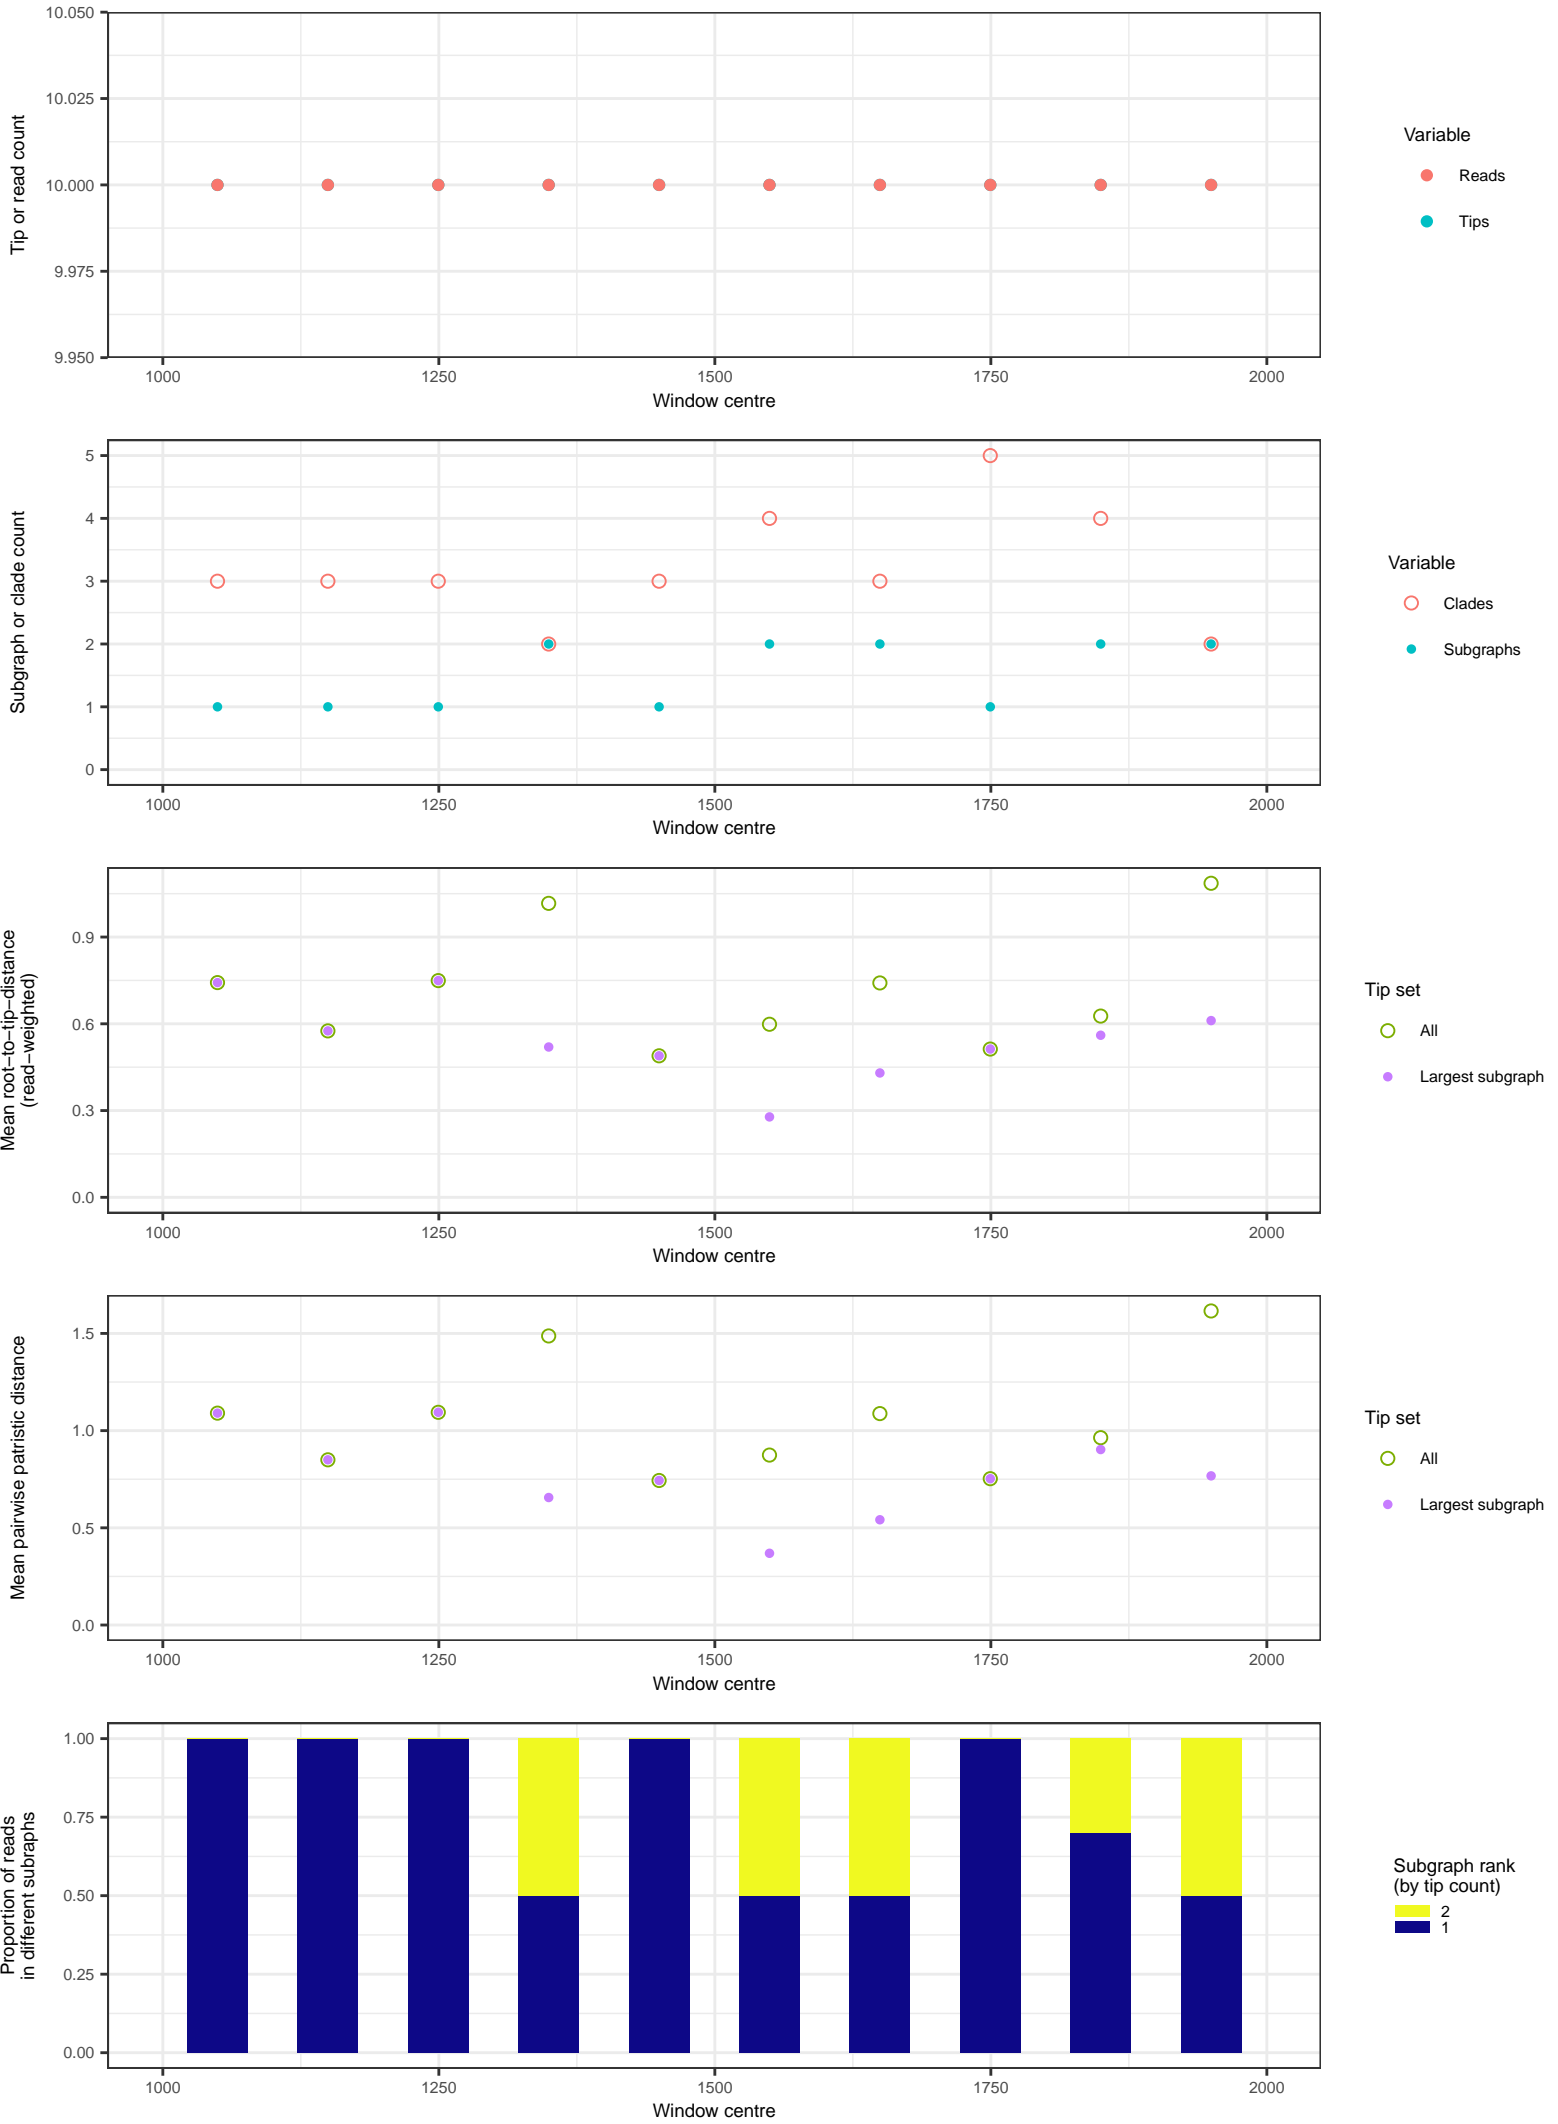 10.050
10.025
10.000
9.975
9.950
Tip or read count
1000 1250 1500 1750 2000
Window centre
Variable
Reads
Tips
5
4
3
2
1
0
Subgraph or clade count
1000 1250 1500 1750 2000
Window centre
Variable
Clades
Subgraphs
0.9
0.6
0.3
0.0
Mean root−to−tip−distance
(read−weighted)
1000 1250 1500 1750 2000
Window centre
Tip set
All
Largest subgraph
1.5
1.0
0.5
0.0
Mean pairwise patristic distance
1000 1250 1500 1750 2000
Window centre
Tip set
All
Largest subgraph
1.00
0.75
0.50
0.25
0.00
Proportion of reads
in different subraphs
1000 1250 1500 1750 2000
Window centre
Subgraph rank
(by tip count)
2
1